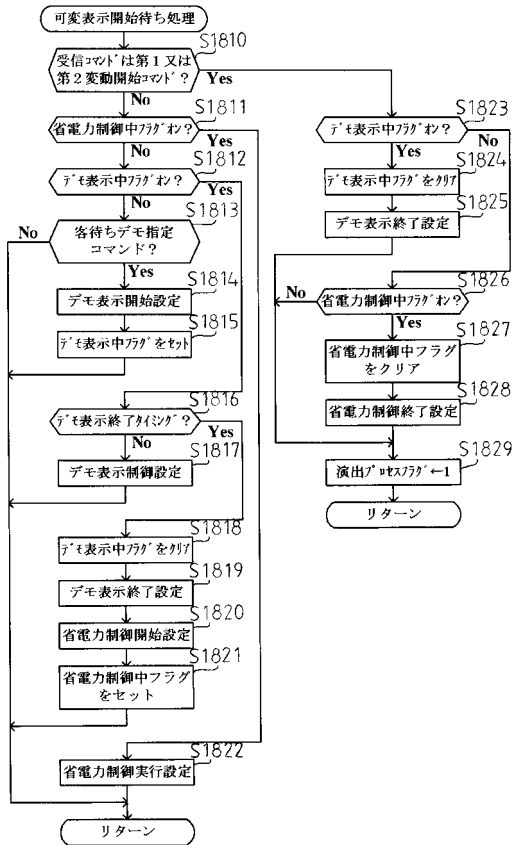 可変表示開始待ち処理
S1810
受信コマンドは第1又は
第2変動開始コマンド?
Yes
No
S1811
省電力制御中フラグオン?
Yes
No
S1812
デモ表示中フラグオン?
Yes
No
S1813
No
客待ちデモ指定
コマンド?
Yes
S1814
デモ表示開始設定
S1815
デモ表示中フラグをセット
S1816
デモ表示終了タイミング?
Yes
No
S1817
デモ表示制御設定
S1818
デモ表示中フラグをクリア
S1819
デモ表示終了設定
S1820
省電力制御開始設定
S1821
省電力制御中フラグ
をセット
S1822
省電力制御実行設定
リターン
S1823
デモ表示中フラグオン?
No
Yes
S1824
デモ表示中フラグをクリア
S1825
デモ表示終了設定
S1826
No
省電力制御中フラグオン?
Yes
S1827
省電力制御中フラグ
をクリア
S1828
省電力制御終了設定
S1829
演出プロセスフラグ←1
リターン